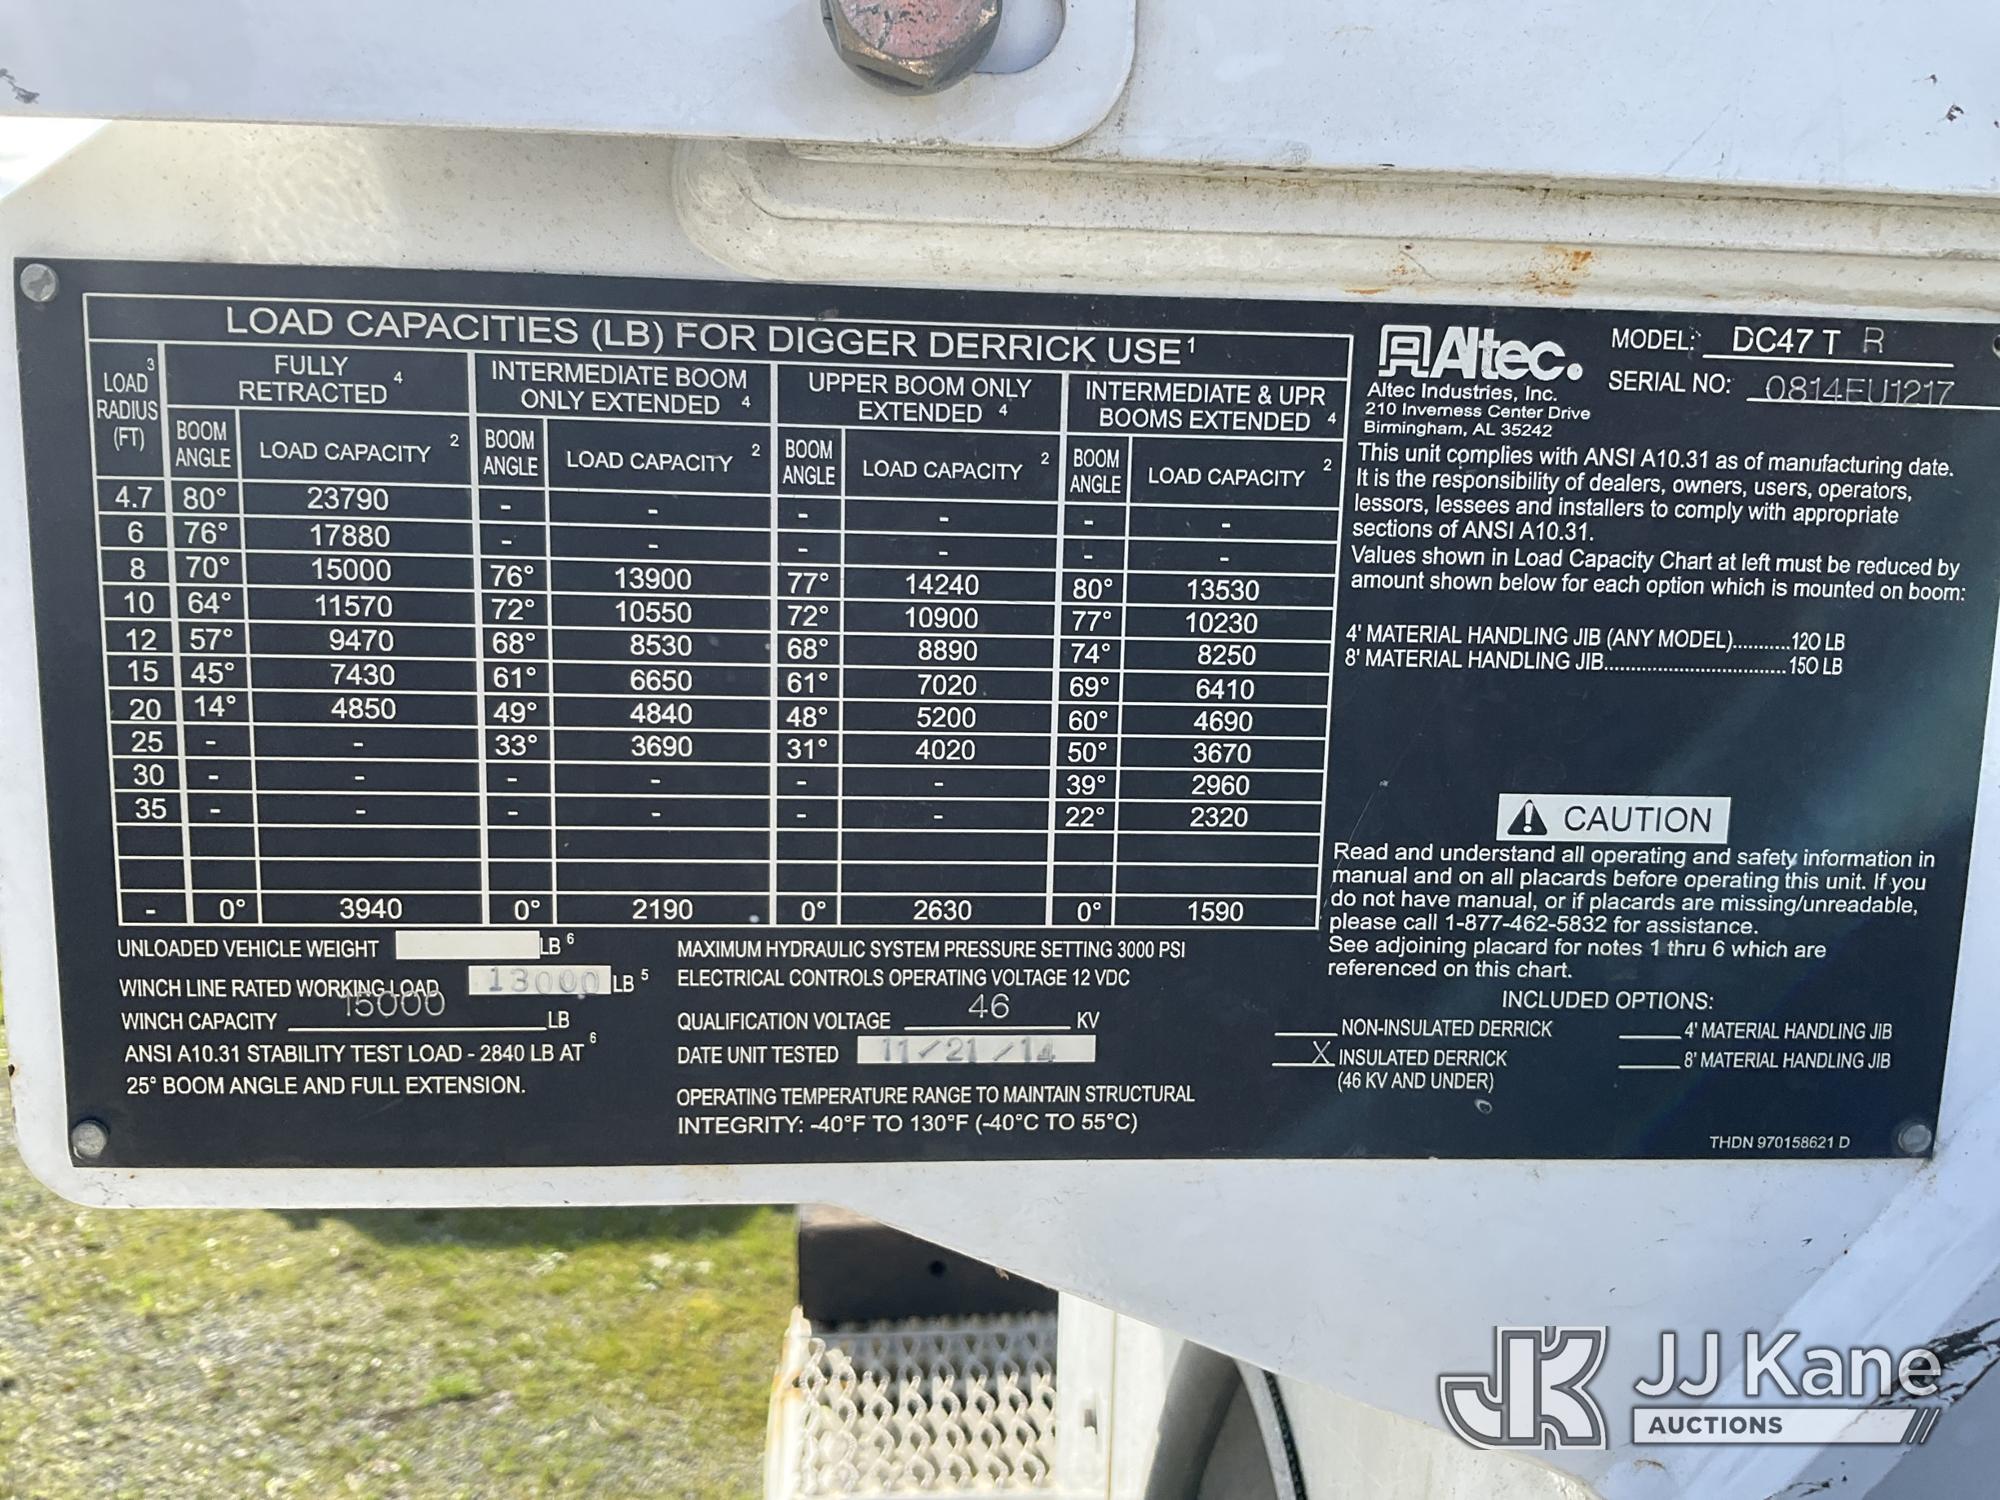 LOAD CAPACITIES (LB) FOR DIGGER DERRICK USE 1
LOAD RADIUS (FT) 3 | FULLY RETRACTED 4 | INTERMEDIATE BOOM ONLY EXTENDED 4 | UPPER BOOM ONLY EXTENDED 4 | INTERMEDIATE & UPR BOOMS EXTENDED 4
BOOM ANGLE | LOAD CAPACITY 2 | BOOM ANGLE | LOAD CAPACITY 2 | BOOM ANGLE | LOAD CAPACITY 2 | BOOM ANGLE | LOAD CAPACITY 2
4.7 80° 23790 - - - - - -
6 76° 17880 - - - - - -
8 70° 15000 76° 13900 77° 14240 80° 13530
10 64° 11570 72° 10550 72° 10900 77° 10230
12 57° 9470 68° 8530 68° 8890 74° 8250
15 45° 7430 61° 6650 61° 7020 69° 6410
20 14° 4850 49° 4840 48° 5200 60° 4690
25 - - 33° 3690 31° 4020 50° 3670
30 - - - - - - 39° 2960
35 - - - - - - 22° 2320
- 0° 3940 0° 2190 0° 2630 0° 1590
UNLOADED VEHICLE WEIGHT LB 6
WINCH LINE RATED WORKING LOAD 13000 LB 5
WINCH CAPACITY 15000 LB
ANSI A10.31 STABILITY TEST LOAD - 2840 LB AT 6
25° BOOM ANGLE AND FULL EXTENSION.
MAXIMUM HYDRAULIC SYSTEM PRESSURE SETTING 3000 PSI
ELECTRICAL CONTROLS OPERATING VOLTAGE 12 VDC
QUALIFICATION VOLTAGE 46 KV
DATE UNIT TESTED 11/21/14
OPERATING TEMPERATURE RANGE TO MAINTAIN STRUCTURAL
INTEGRITY: -40°F TO 130°F (-40°C TO 55°C)
Altec.
Altec Industries, Inc.
210 Inverness Center Drive
Birmingham, AL 35242
MODEL: DC47 T R
SERIAL NO: 0814EU1217
This unit complies with ANSI A10.31 as of manufacturing date.
It is the responsibility of dealers, owners, users, operators,
lessors, lessees and installers to comply with appropriate
sections of ANSI A10.31.
Values shown in Load Capacity Chart at left must be reduced by
amount shown below for each option which is mounted on boom:
4' MATERIAL HANDLING JIB (ANY MODEL)...........120 LB
8' MATERIAL HANDLING JIB...................................150 LB
CAUTION
Read and understand all operating and safety information in
manual and on all placards before operating this unit. If you
do not have manual, or if placards are missing/unreadable,
please call 1-877-462-5832 for assistance.
See adjoining placard for notes 1 thru 6 which are
referenced on this chart.
INCLUDED OPTIONS:
NON-INSULATED DERRICK
X INSULATED DERRICK
(46 KV AND UNDER)
4' MATERIAL HANDLING JIB
8' MATERIAL HANDLING JIB
THDN 970158621 D
JK JJ Kane
AUCTIONS